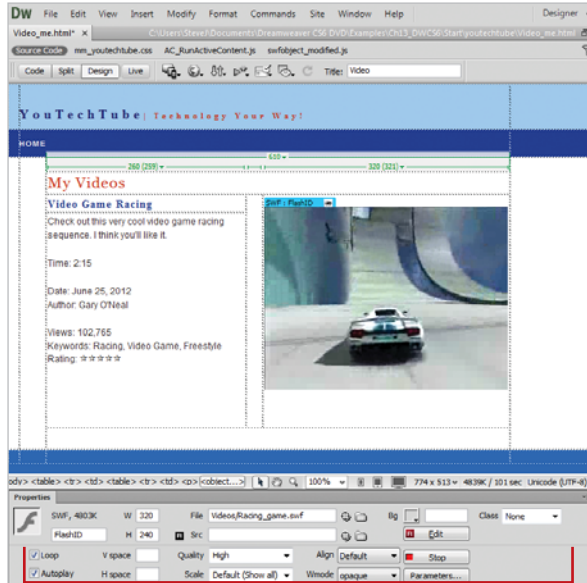 DW File Edit View Insert Modify Format Commands Site Window Help Designer
Video_me.html* × C:\Users\SteveJ\Documents\Dreamweaver CS6 DVD\Examples\Ch13_DWCS6\Start\youtechtube\video_me.html
Source Code mm_youtechtube.css AC_RunActiveContent.js swfobject_modified.js
Code Split Design Live Title: Video
YouTechTube| Technology Your Way!
HOME
260 (259) 320 (321)
My Videos
Video Game Racing
SWF : FlashID
Check out this very cool video game racing
sequence. I think you'll like it.
Time: 2:15
Date: June 25, 2012
Author: Gary O'Neal
Views: 102,765
Keywords: Racing, Video Game, Freestyle
Rating: ☆☆☆☆☆
ody> <table> <tr> <td> <table> <tr> <td> <p> <object...> 100% 774 x 513 4839K / 101 sec Unicode (UTF-8)
Properties
SWF, 4803K W 320 File Videos/Racing_game.swf Bg Class None
FlashID H 240 Src Edit
Loop V space Quality High Align Default Stop
Autoplay H space Scale Default (Show all) Wmode opaque Parameters...